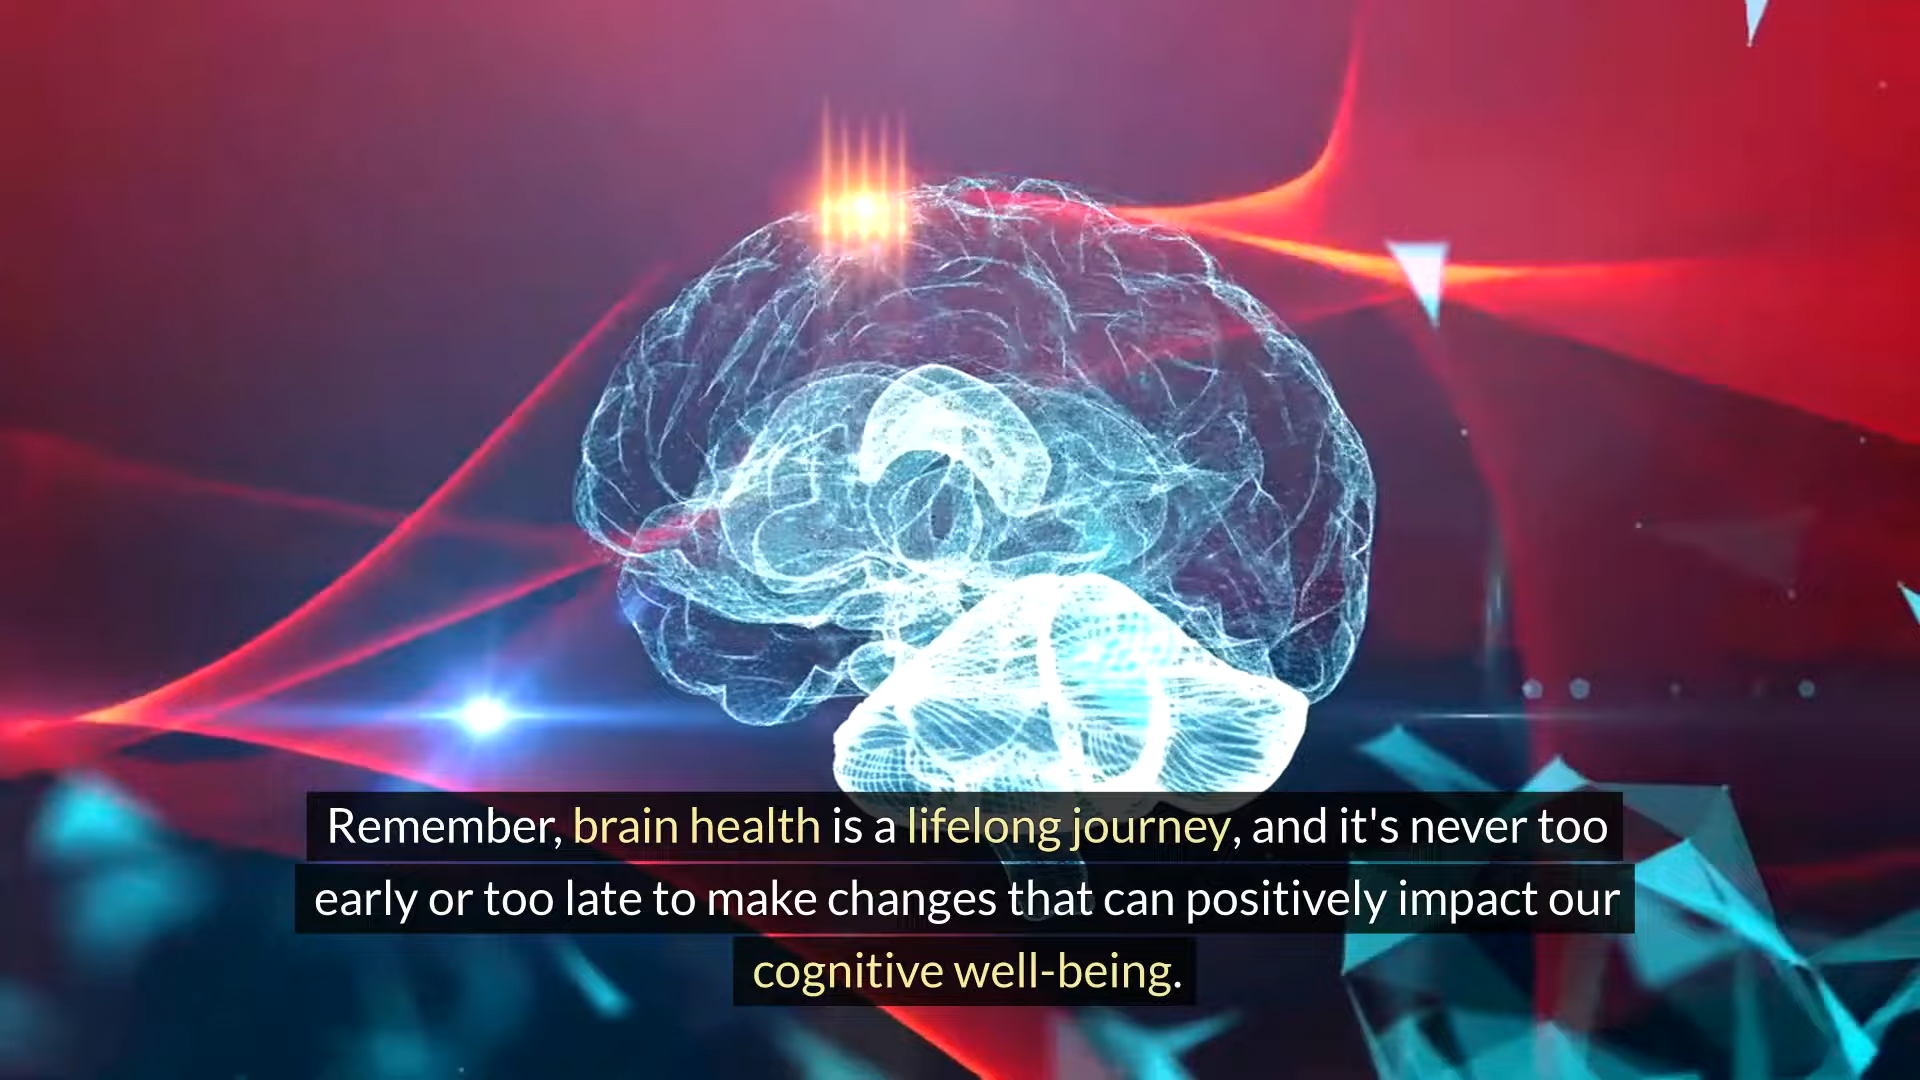 Remember, brain health is a lifelong journey, and it's never too
early or too late to make changes that can positively impact our
cognitive well-being.